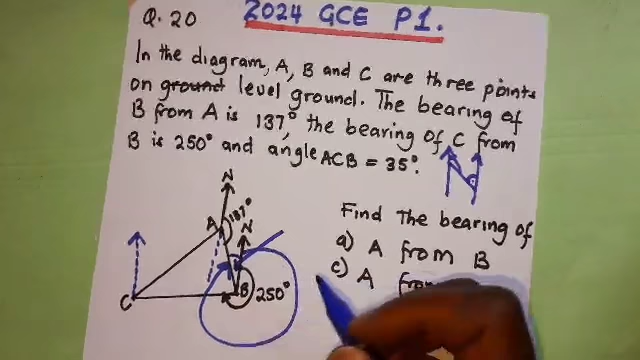 Q. 20
2024 GCE P1.
In the diagram, A, B and C are three points
on ground level ground. The bearing of
B from A is 137°, the bearing of C from
B is 250° and angle ACB = 35°.
N
A
137°
N
C
B
250°
Find the bearing of
a) A from B
c) A from